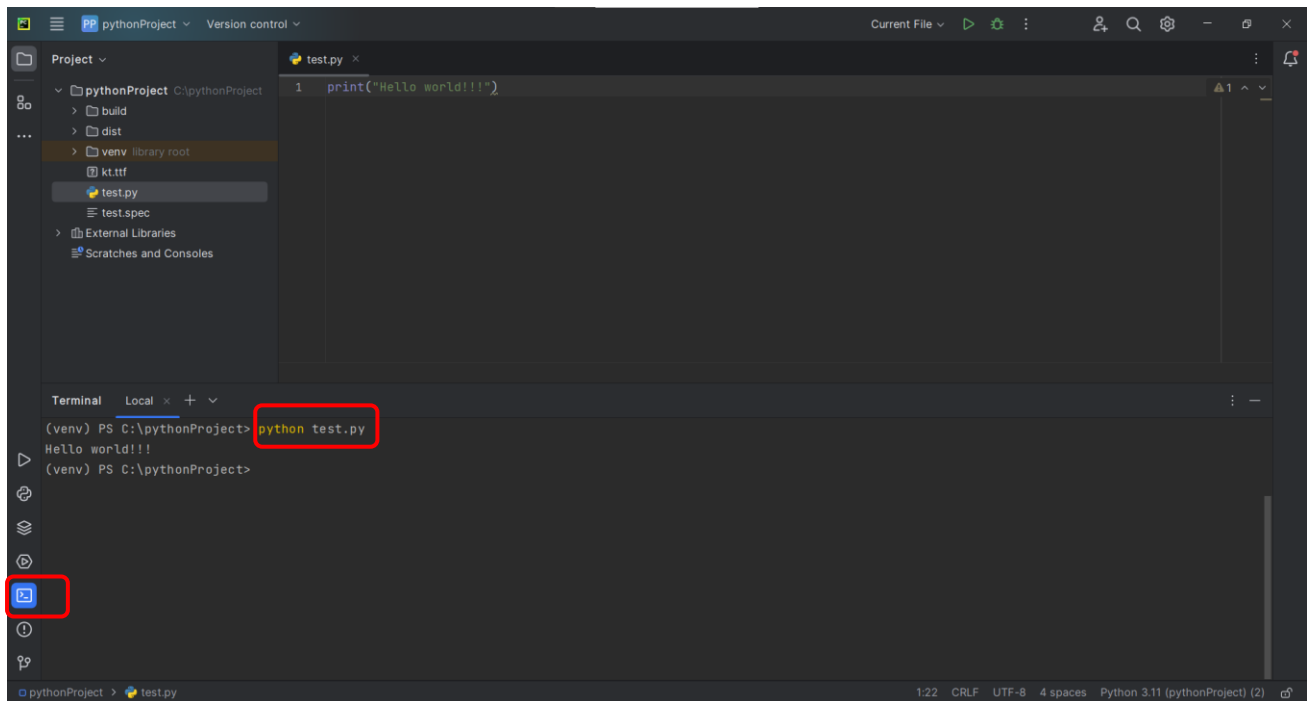 PP pythonProject Version control Current File
Project
test.py
pythonProject C:\pythonProject
build
dist
venv library root
kt.ttf
test.py
test.spec
External Libraries
Scratches and Consoles
1 print("Hello world!!!")
1
Terminal Local
(venv) PS C:\pythonProject> python test.py
Hello world!!!
(venv) PS C:\pythonProject>
pythonProject > test.py 1:22 CRLF UTF-8 4 spaces Python 3.11 (pythonProject) (2)